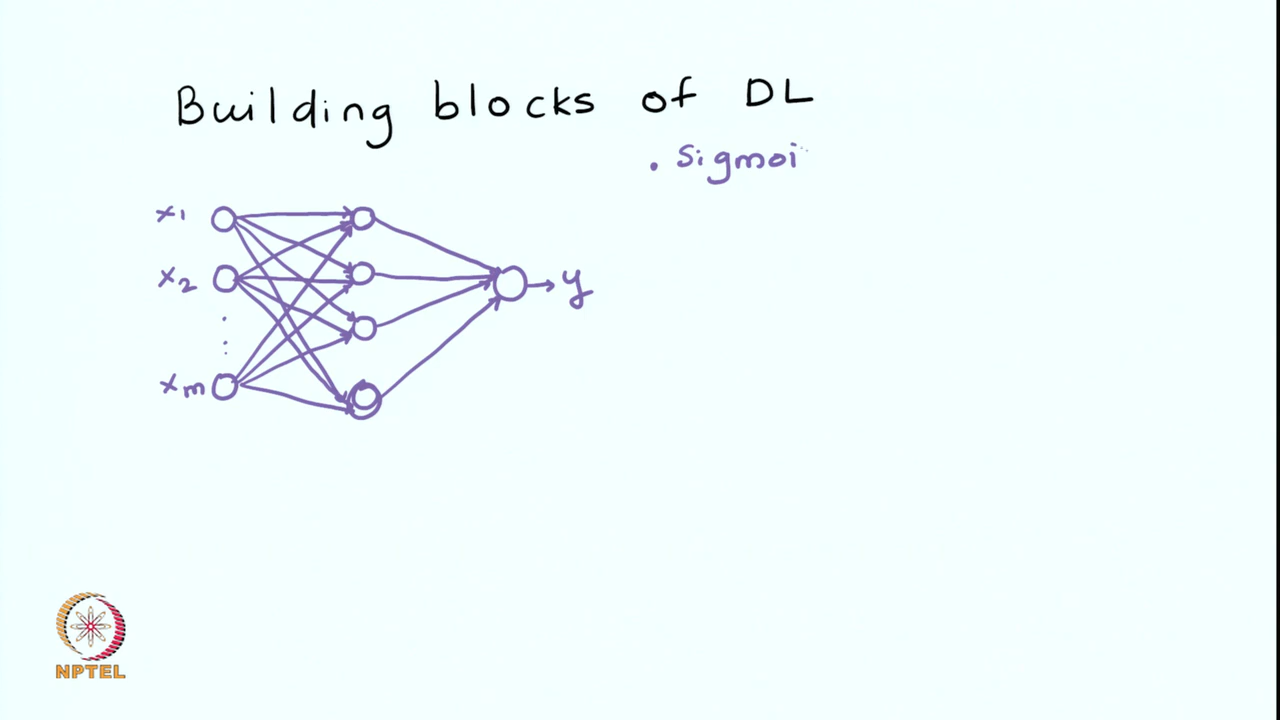 Building blocks of DL
. Sigmoi
x1
x2
y
xm
NPTEL